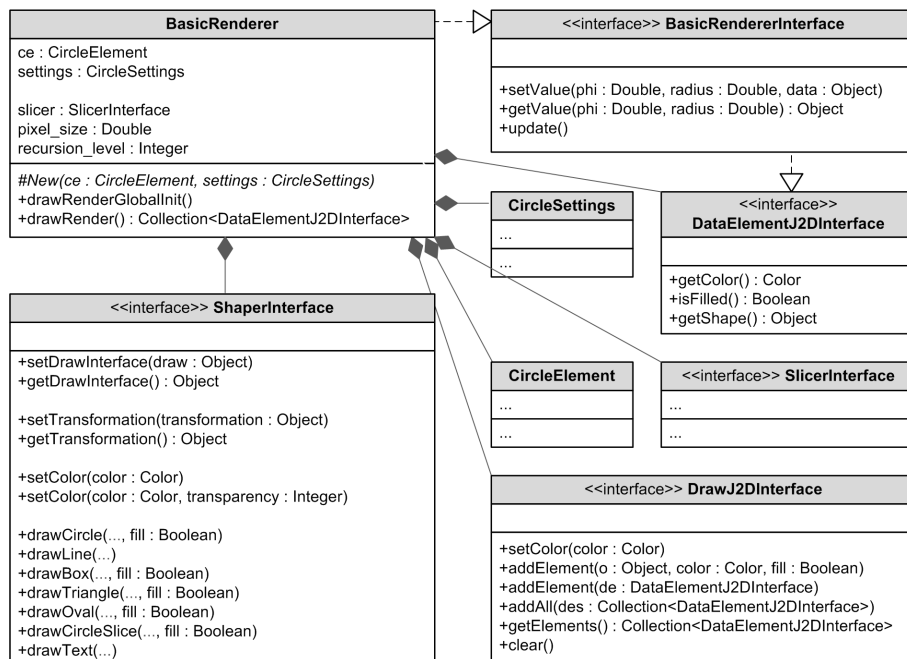 BasicRenderer
ce : CircleElement
settings : CircleSettings
slicer : SlicerInterface
pixel_size : Double
recursion_level : Integer
#New(ce : CircleElement, settings : CircleSettings)
+drawRenderGlobalInit()
+drawRender() : Collection<DataElementJ2DInterface>
<<interface>> BasicRendererInterface
+setValue(phi : Double, radius : Double, data : Object)
+getValue(phi : Double, radius : Double) : Object
+update()
CircleSettings
...
...
<<interface>>
DataElementJ2DInterface
+getColor() : Color
+isFilled() : Boolean
+getShape() : Object
<<interface>> ShaperInterface
+setDrawInterface(draw : Object)
+getDrawInterface() : Object
+setTransformation(transformation : Object)
+getTransformation() : Object
+setColor(color : Color)
+setColor(color : Color, transparency : Integer)
+drawCircle(..., fill : Boolean)
+drawLine(...)
+drawBox(..., fill : Boolean)
+drawTriangle(..., fill : Boolean)
+drawOval(..., fill : Boolean)
+drawCircleSlice(..., fill : Boolean)
+drawText(...)
CircleElement
...
...
<<interface>> SlicerInterface
...
...
<<interface>> DrawJ2DInterface
+setColor(color : Color)
+addElement(o : Object, color : Color, fill : Boolean)
+addElement(de : DataElementJ2DInterface)
+addAll(des : Collection<DataElementJ2DInterface>)
+getElements() : Collection<DataElementJ2DInterface>
+clear()